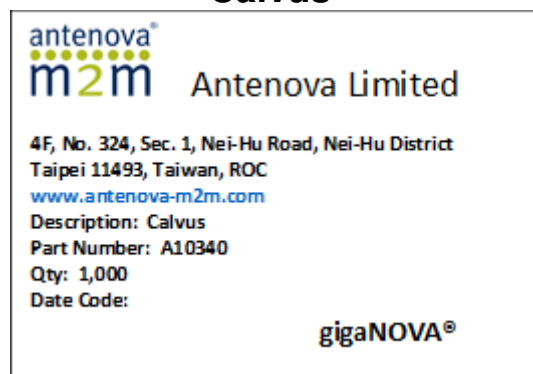 Calvus
antenova®
m2m
Antenova Limited
4F, No. 324, Sec. 1, Nei-Hu Road, Nei-Hu District
Taipei 11493, Taiwan, ROC
www.antenova-m2m.com
Description: Calvus
Part Number: A10340
Qty: 1,000
Date Code:
gigaNOVA®